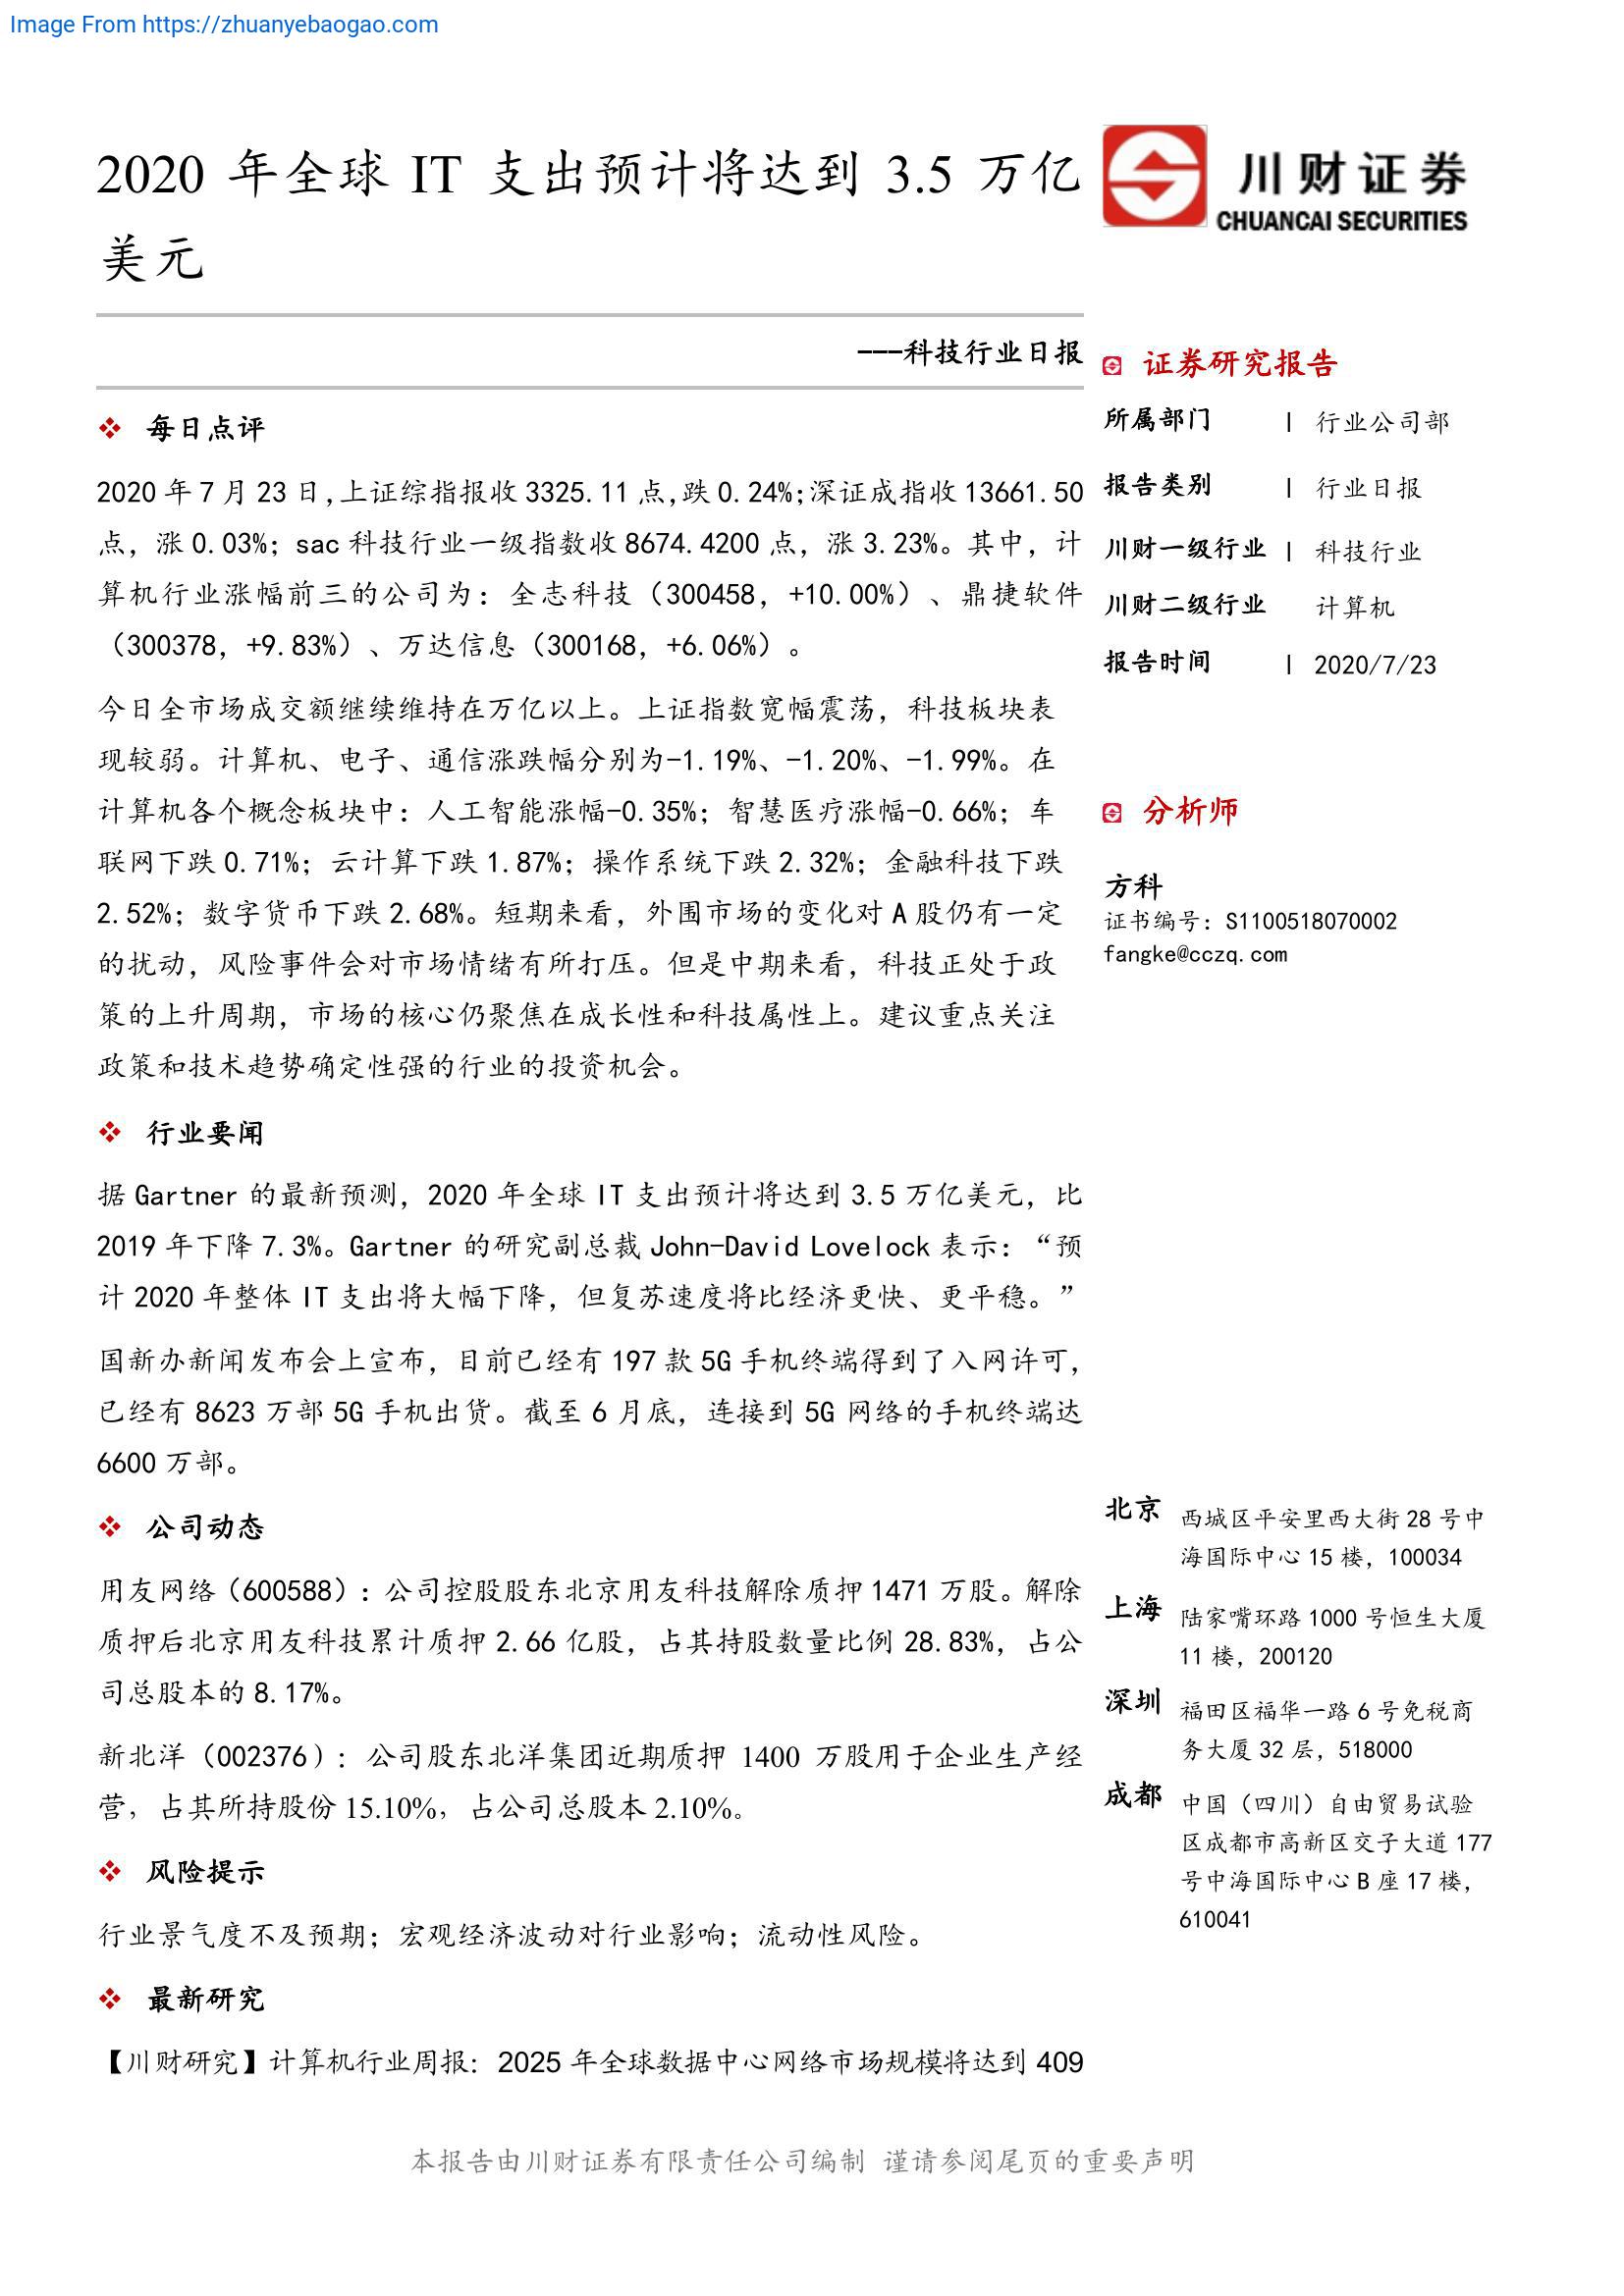 Image From https://zhuanyebaogao.com
2020 年全球 IT 支出预计将达到 3.5 万亿
美元
川财证券
CHUANCAI SECURITIES
---科技行业日报
每日点评
2020 年 7 月 23 日,上证综指报收 3325.11 点,跌 0.24%;深证成指收 13661.50
点，涨 0.03%；sac 科技行业一级指数收 8674.4200 点，涨 3.23%。其中，计
算机行业涨幅前三的公司为：全志科技（300458，+10.00%）、鼎捷软件
（300378，+9.83%）、万达信息（300168，+6.06%）。
今日全市场成交额继续维持在万亿以上。上证指数宽幅震荡，科技板块表
现较弱。计算机、电子、通信涨跌幅分别为-1.19%、-1.20%、-1.99%。在
计算机各个概念板块中：人工智能涨幅-0.35%；智慧医疗涨幅-0.66%；车
联网下跌 0.71%；云计算下跌 1.87%；操作系统下跌 2.32%；金融科技下跌
2.52%；数字货币下跌 2.68%。短期来看，外围市场的变化对 A 股仍有一定
的扰动，风险事件会对市场情绪有所打压。但是中期来看，科技正处于政
策的上升周期，市场的核心仍聚焦在成长性和科技属性上。建议重点关注
政策和技术趋势确定性强的行业的投资机会。
行业要闻
据 Gartner 的最新预测，2020 年全球 IT 支出预计将达到 3.5 万亿美元，比
2019 年下降 7.3%。Gartner 的研究副总裁 John-David Lovelock 表示：“预
计 2020 年整体 IT 支出将大幅下降，但复苏速度将比经济更快、更平稳。”
国新办新闻发布会上宣布，目前已经有 197 款 5G 手机终端得到了入网许可，
已经有 8623 万部 5G 手机出货。截至 6 月底，连接到 5G 网络的手机终端达
6600 万部。
公司动态
用友网络（600588）：公司控股股东北京用友科技解除质押 1471 万股。解除
质押后北京用友科技累计质押 2.66 亿股，占其持股数量比例 28.83%，占公
司总股本的 8.17%。
新北洋（002376）：公司股东北洋集团近期质押 1400 万股用于企业生产经
营，占其所持股份 15.10%，占公司总股本 2.10%。
风险提示
行业景气度不及预期；宏观经济波动对行业影响；流动性风险。
最新研究
【川财研究】计算机行业周报：2025 年全球数据中心网络市场规模将达到 409
证券研究报告
所属部门 | 行业公司部
报告类别 | 行业日报
川财一级行业 | 科技行业
川财二级行业 计算机
报告时间 | 2020/7/23
分析师
方科
证书编号：S1100518070002
fangke@cczq.com
北京 西城区平安里西大街 28 号中
海国际中心 15 楼，100034
上海 陆家嘴环路 1000 号恒生大厦
11 楼，200120
深圳 福田区福华一路 6 号免税商
务大厦 32 层，518000
成都 中国（四川）自由贸易试验
区成都市高新区交子大道 177
号中海国际中心 B 座 17 楼，
610041
本报告由川财证券有限责任公司编制 谨请参阅尾页的重要声明